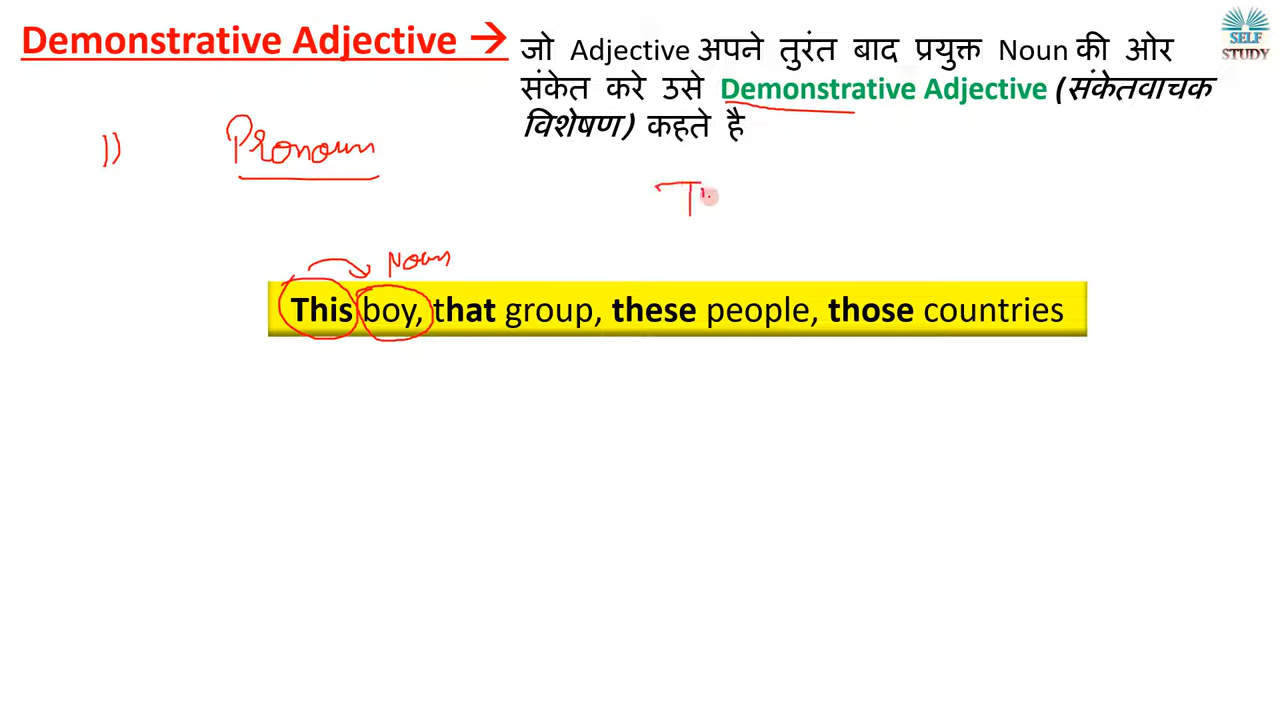 Demonstrative Adjective →
जो Adjective अपने तुरंत बाद प्रयुक्त Noun की ओर
संकेत करे उसे Demonstrative Adjective (संकेतवाचक
विशेषण) कहते है
SELF
STUDY
1) Pronoun
T
Noun
This boy, that group, these people, those countries